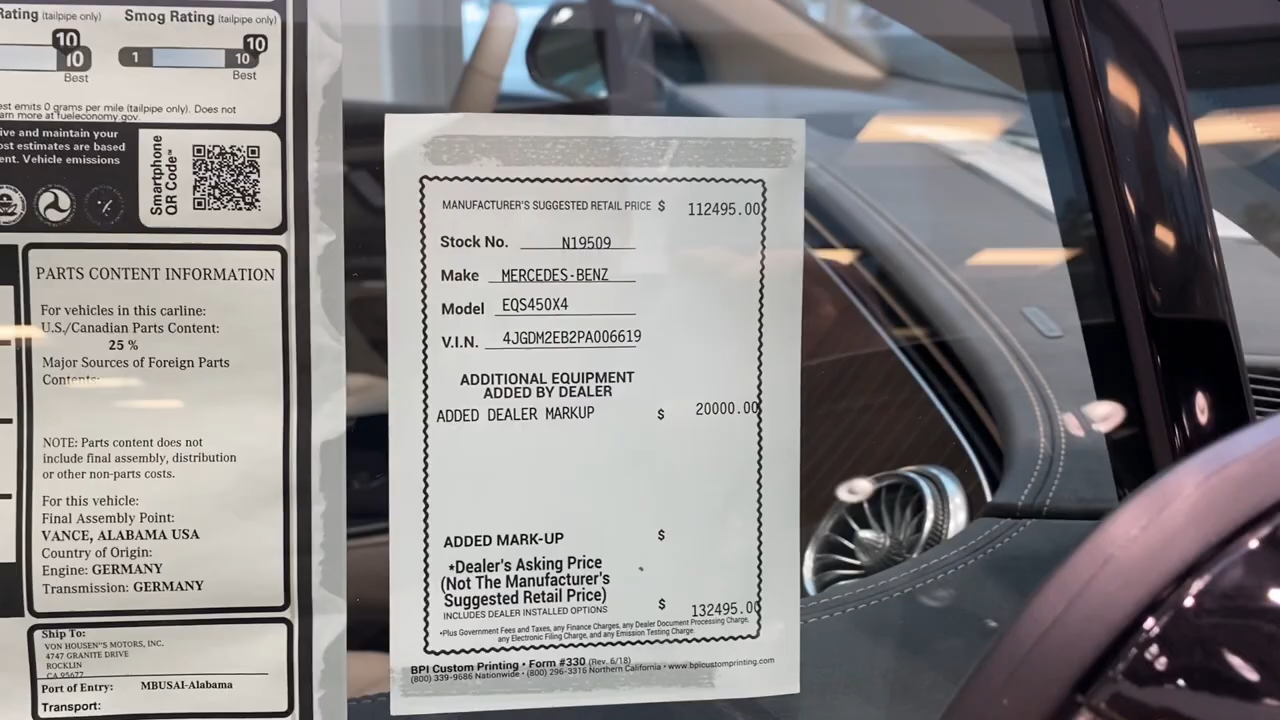 Rating (tailpipe only)
Smog Rating (tailpipe only)
10
10
Best
1
10
10
Best
est emits 0 grams per mile (tailpipe only). Does not
arn more at fueleconomy.gov.
ive and maintain your
ost estimates are based
ent. Vehicle emissions
Smartphone
QR Code™
PARTS CONTENT INFORMATION
For vehicles in this carline:
U.S./Canadian Parts Content:
25 %
Major Sources of Foreign Parts
Contents:
NOTE: Parts content does not
include final assembly, distribution
or other non-parts costs.
For this vehicle:
Final Assembly Point:
VANCE, ALABAMA USA
Country of Origin:
Engine: GERMANY
Transmission: GERMANY
Ship To:
VON HOUSEN"S MOTORS, INC.
4747 GRANITE DRIVE
ROCKLIN
CA 95677
Port of Entry: MBUSAI-Alabama
Transport:
MANUFACTURER'S SUGGESTED RETAIL PRICE $ 112495.00
Stock No. N19509
Make MERCEDES-BENZ
Model EQS450X4
V.I.N. 4JGDM2EB2PA006619
ADDITIONAL EQUIPMENT
ADDED BY DEALER
ADDED DEALER MARKUP $ 20000.00
ADDED MARK-UP $
*Dealer's Asking Price
(Not The Manufacturer's
Suggested Retail Price)
INCLUDES DEALER INSTALLED OPTIONS $ 132495.00
*Plus Government Fees and Taxes, any Finance Charges, any Dealer Document Processing Charge,
any Electronic Filing Charge, and any Emission Testing Charge.
BPI Custom Printing • Form #330 (Rev. 6/18)
(800) 339-9686 Nationwide • (800) 296-3316 Northern California • www.bpicustomprinting.com